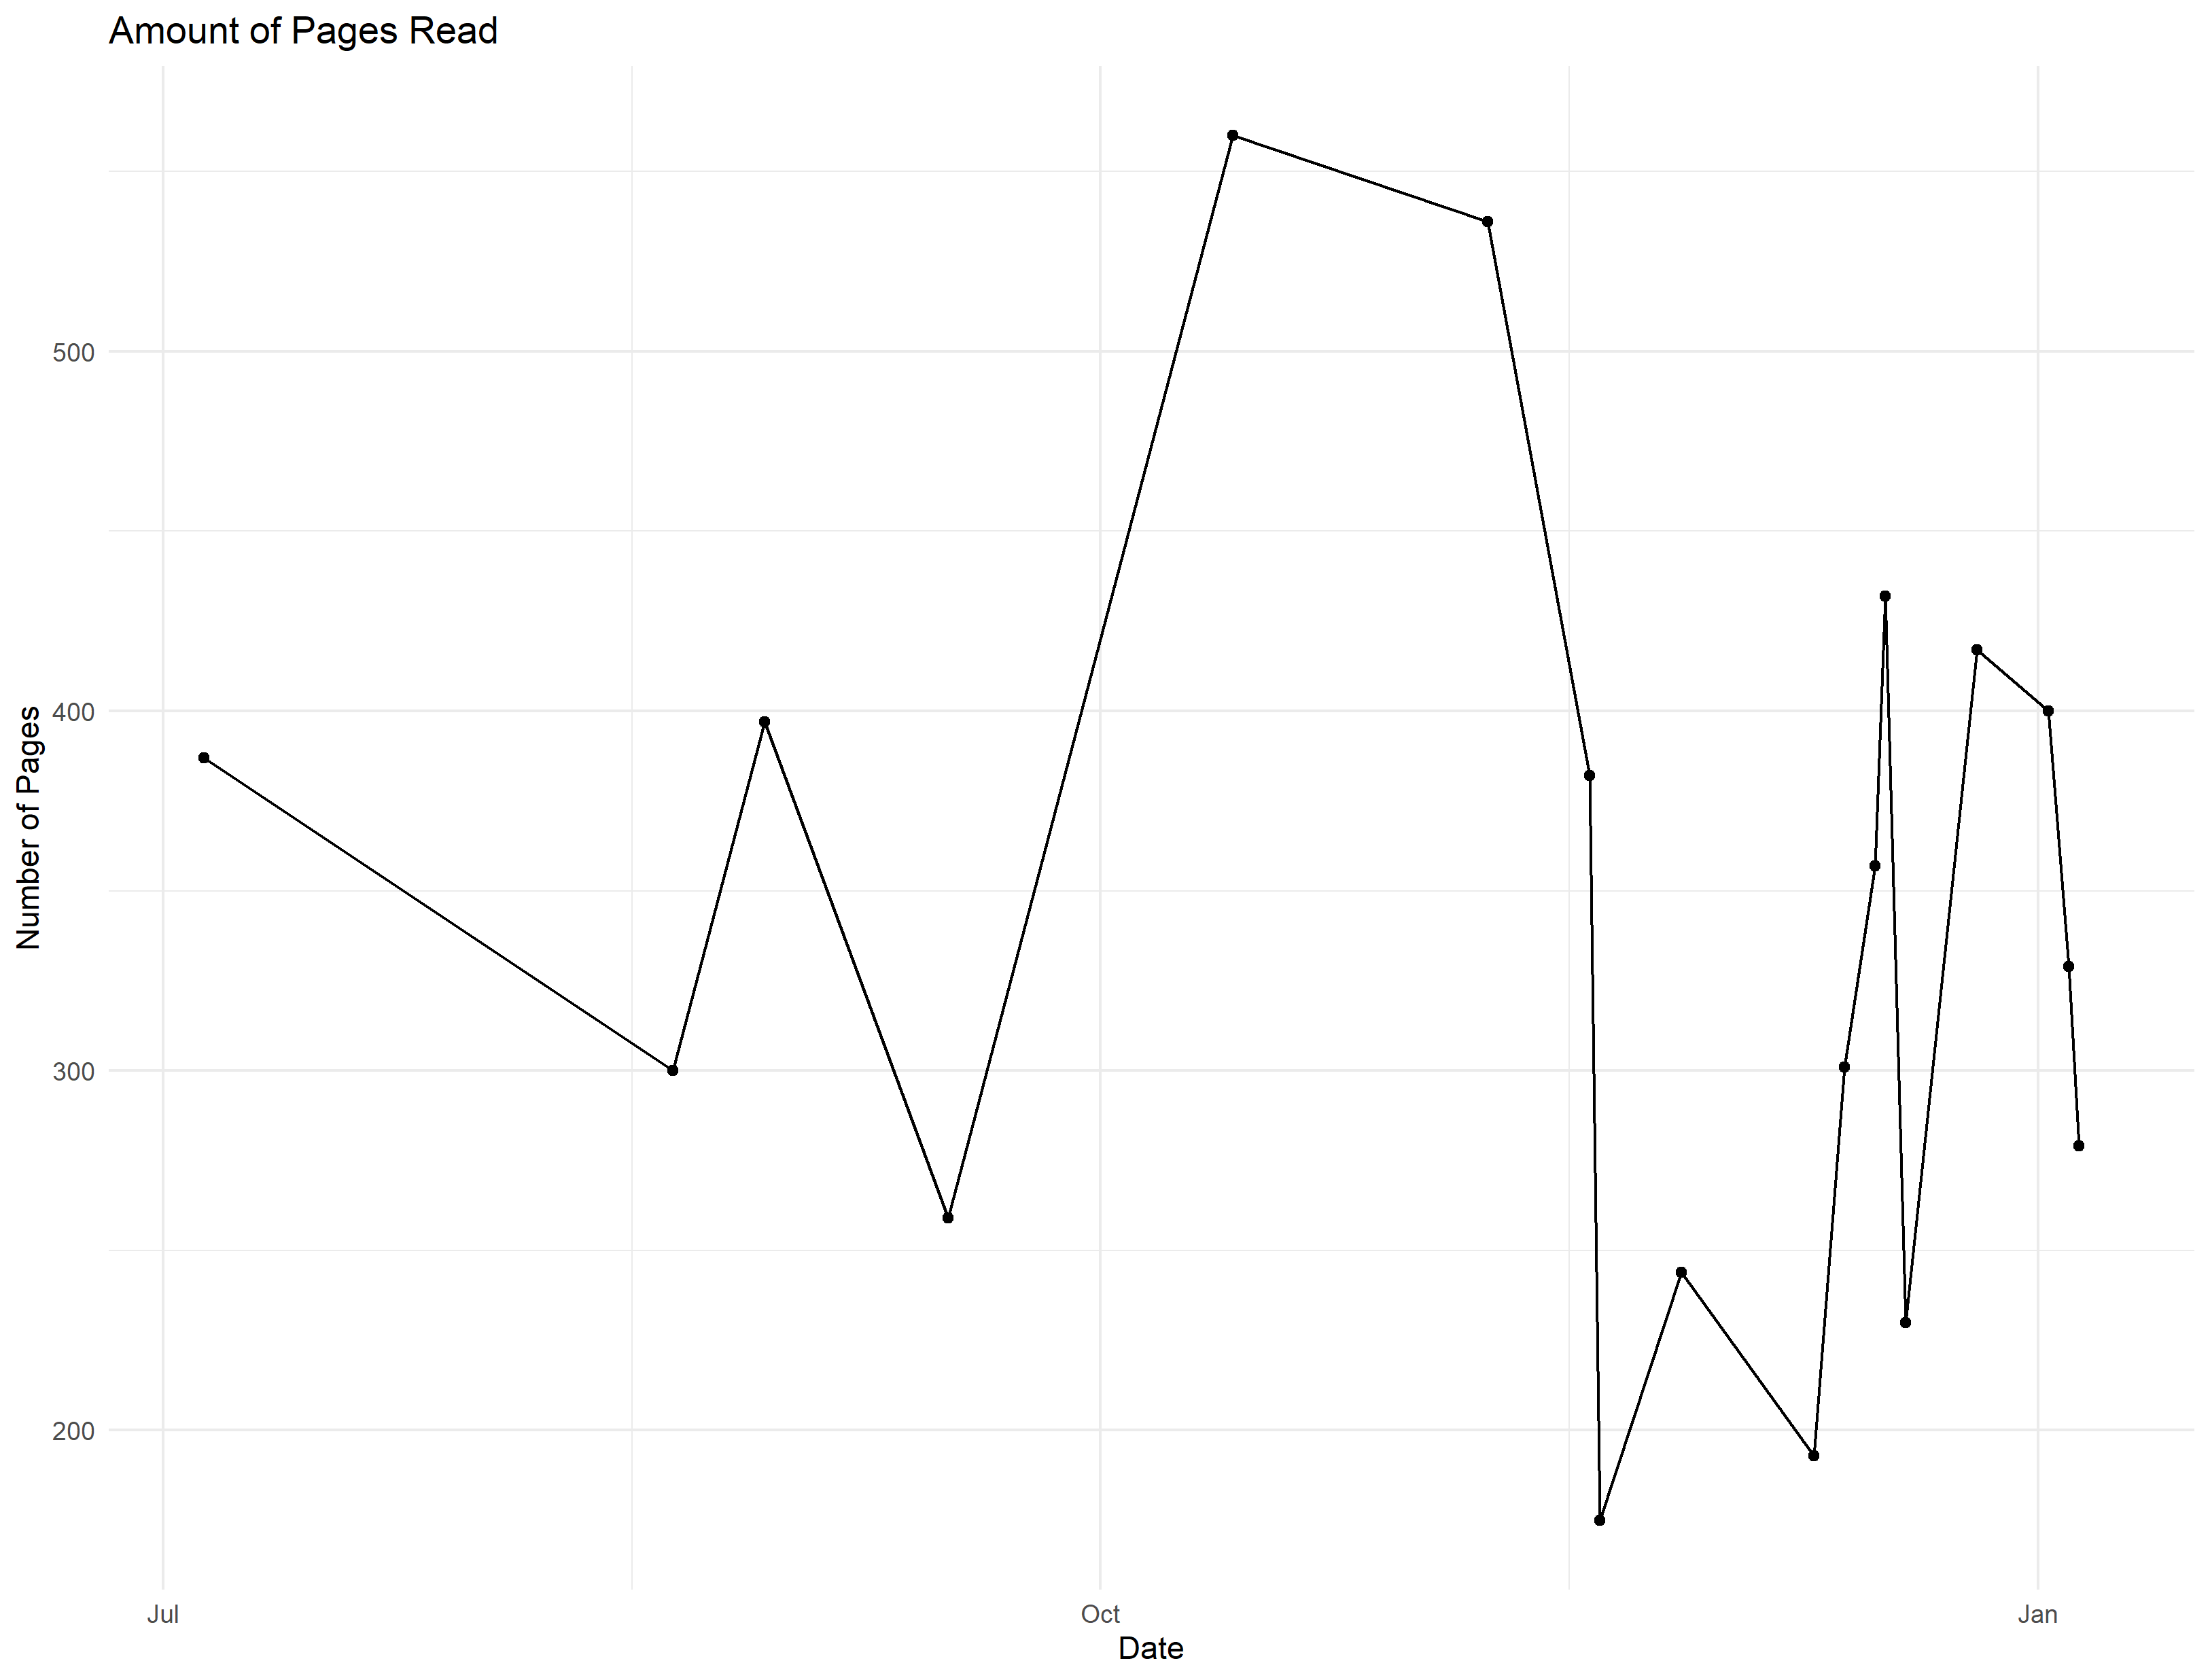 Amount of Pages Read
Number of Pages
500
400
300
200
Jul
Oct
Jan
Date